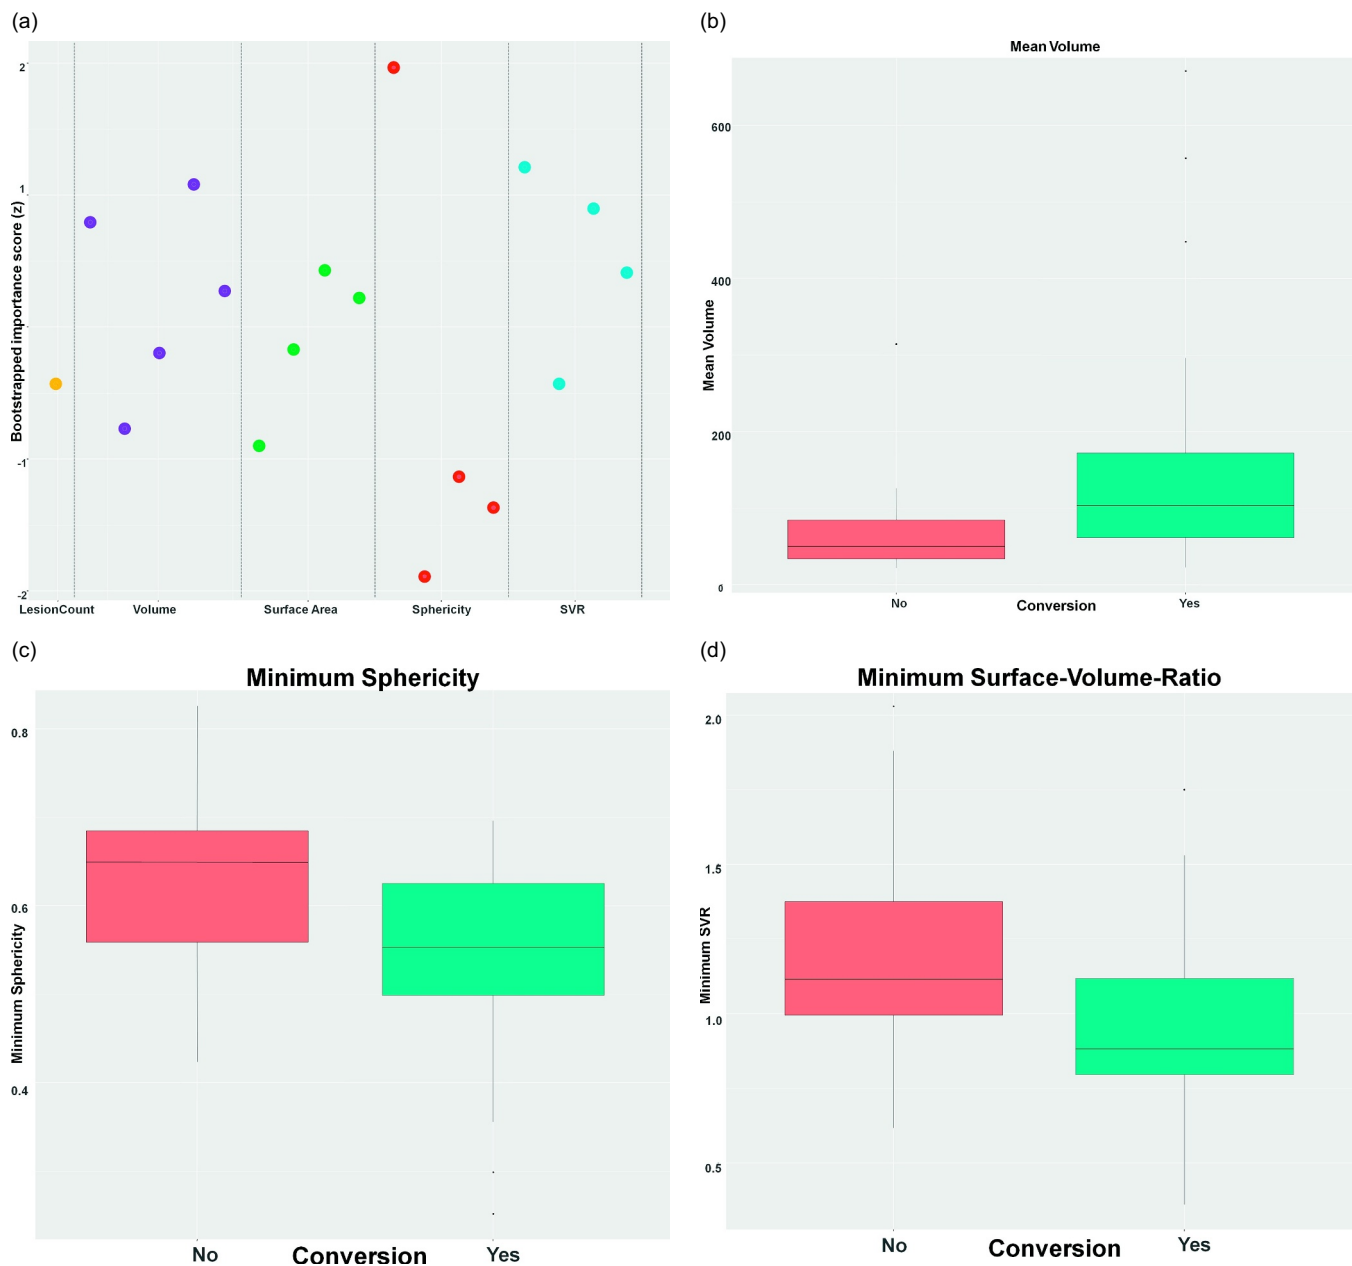 (a)
Bootstrapped importance score (z)
2
1
-1
-2
LesionCount Volume Surface Area Sphericity SVR
(b)
Mean Volume
Mean Volume
600
400
200
0
No Conversion Yes
(c)
Minimum Sphericity
Minimum Sphericity
0.8
0.6
0.4
No Conversion Yes
(d)
Minimum Surface-Volume-Ratio
Minimum SVR
2.0
1.5
1.0
0.5
No Conversion Yes